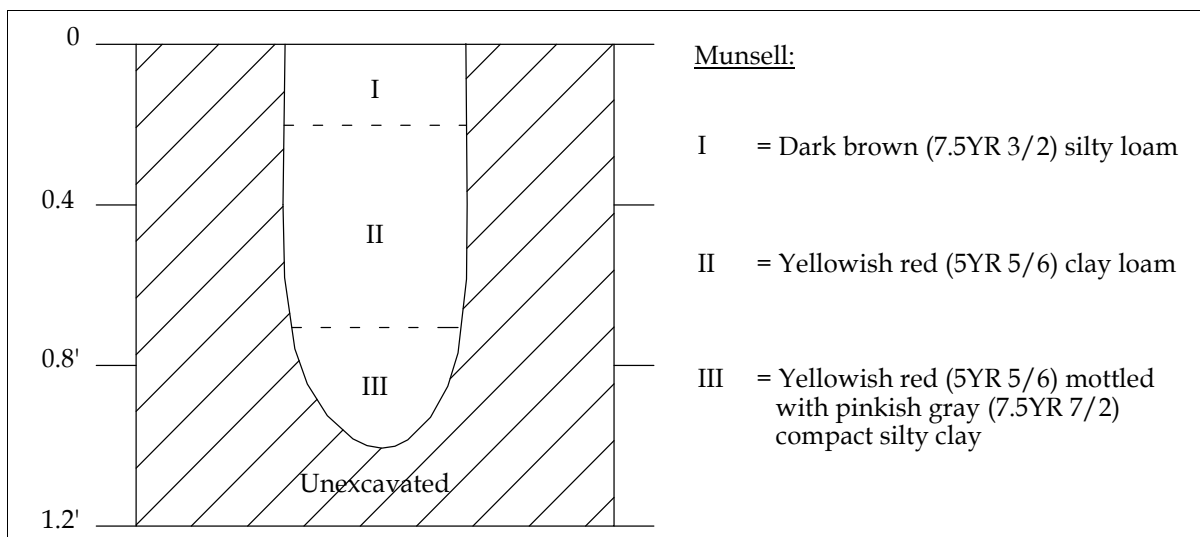 0
0.4
0.8'
1.2'
I
II
III
Unexcavated
Munsell:
I = Dark brown (7.5YR 3/2) silty loam
II = Yellowish red (5YR 5/6) clay loam
III = Yellowish red (5YR 5/6) mottled
with pinkish gray (7.5YR 7/2)
compact silty clay